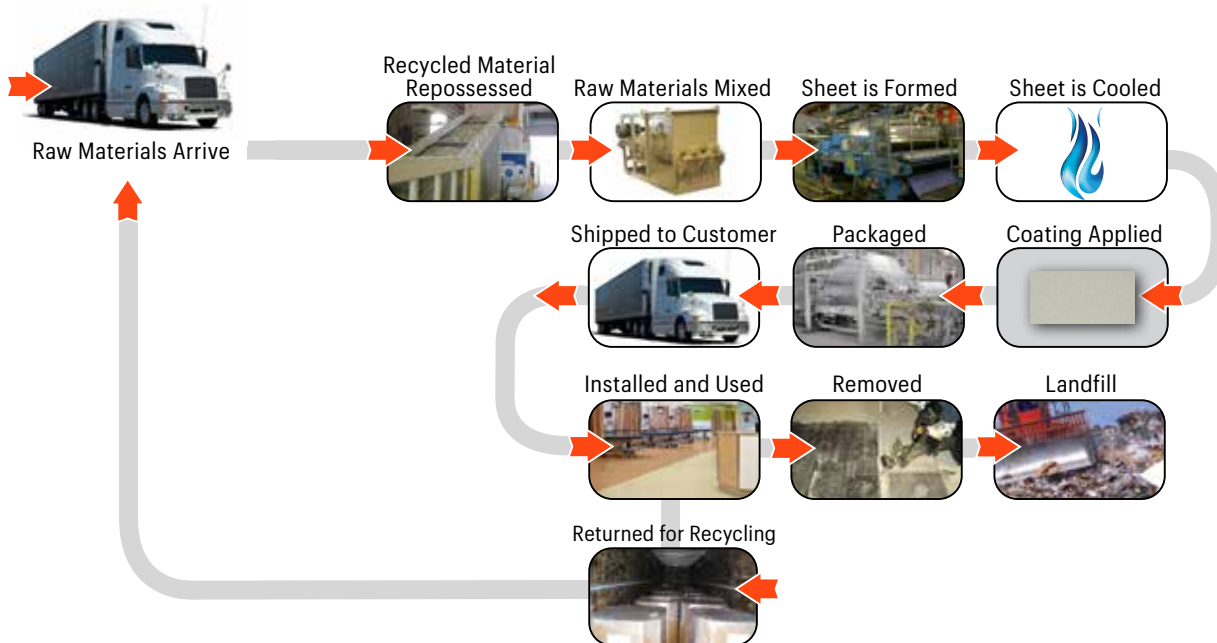 Raw Materials Arrive
Recycled Material
Repossessed
Raw Materials Mixed
Sheet is Formed
Sheet is Cooled
Shipped to Customer
Packaged
Coating Applied
Installed and Used
Removed
Landfill
Returned for Recycling